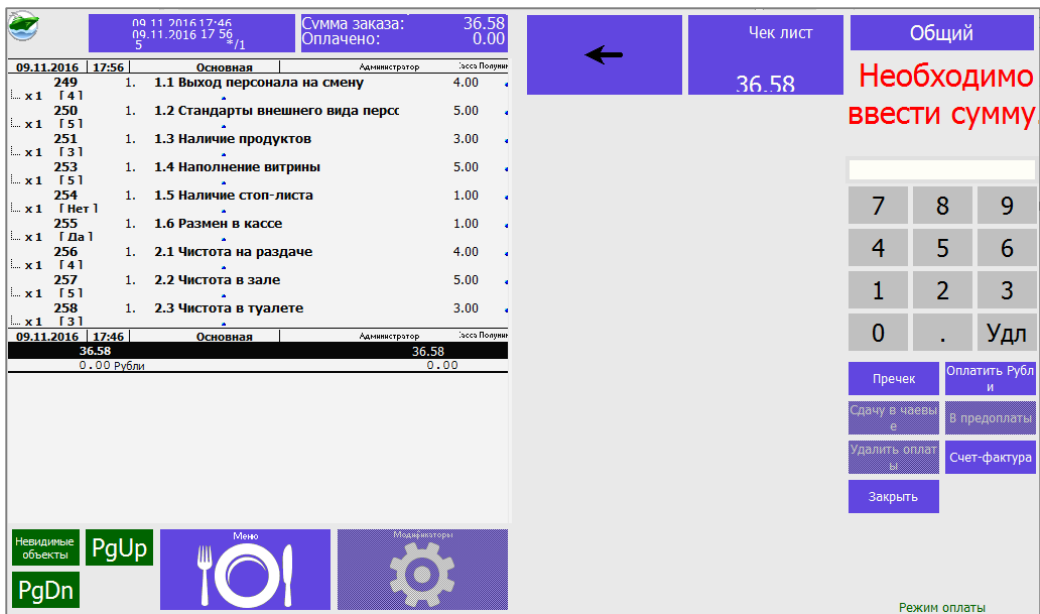 09.11.2016 17:46
09.11.2016 17 56
5 */1
Сумма заказа: 36.58
Оплачено: 0.00
09.11.2016 17:56 Основная Администратор
249 1. 1.1 Выход персонала на смену 4.00
x 1 [ 4 ]
250 1. 1.2 Стандарты внешнего вида персо 5.00
x 1 [ 5 ]
251 1. 1.3 Наличие продуктов 3.00
x 1 [ 3 ]
253 1. 1.4 Наполнение витрины 5.00
x 1 [ 5 ]
254 1. 1.5 Наличие стоп-листа 1.00
x 1 [ Нет ]
255 1. 1.6 Размен в кассе 1.00
x 1 [ Да ]
256 1. 2.1 Чистота на раздаче 4.00
x 1 [ 4 ]
257 1. 2.2 Чистота в зале 5.00
x 1 [ 5 ]
258 1. 2.3 Чистота в туалете 3.00
x 1 [ 3 ]
09.11.2016 17:46 Основная Администратор
36.58 36.58
0.00 Рубли 0.00
Невидимые
объекты
PgUp
PgDn
Меню
Модификаторы
Чек лист
36.58
Общий
Необходимо
ввести сумму.
7 8 9
4 5 6
1 2 3
0 . Удл
Пречек
Оплатить Рубл
и
Сдачу в чаевы
е
В предоплаты
Удалить оплат
ы
Счет-фактура
Закрыть
Режим оплаты